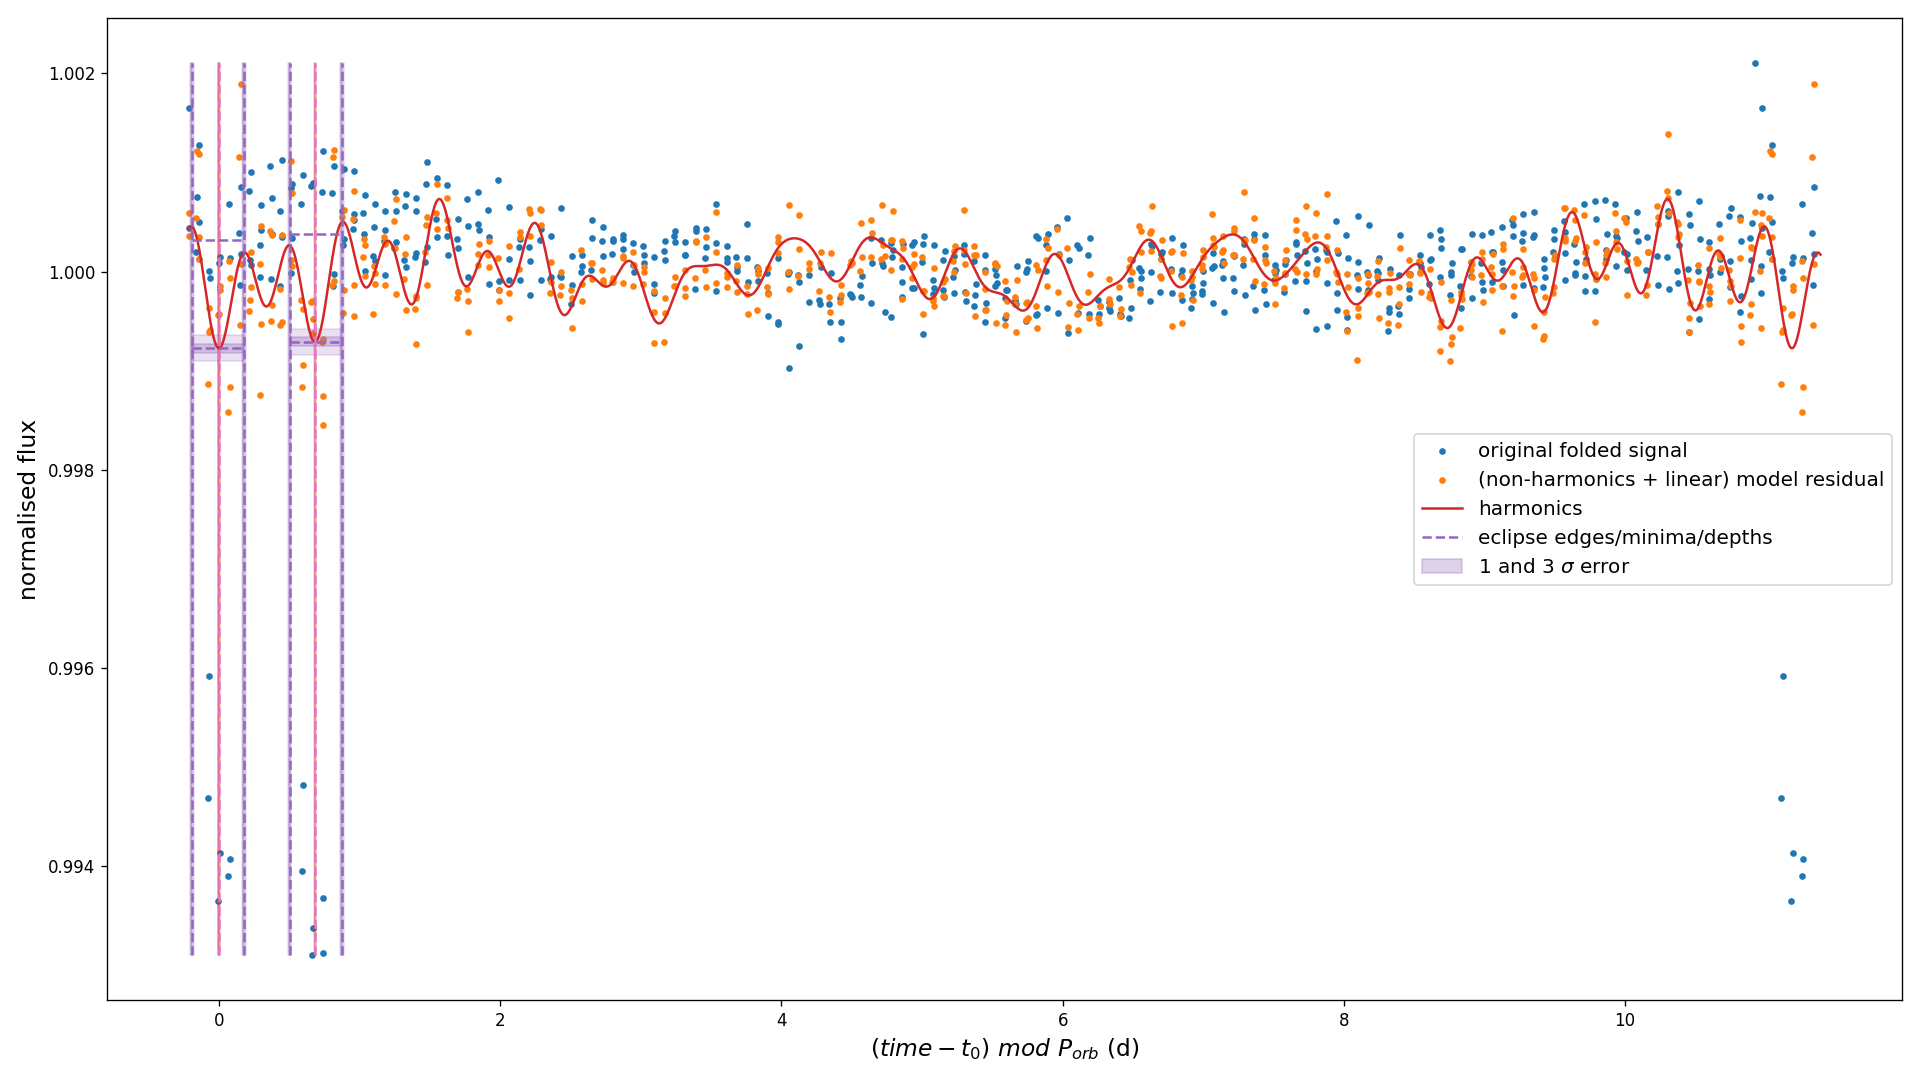 1.002
1.000
0.998
0.996
0.994
normalised flux
original folded signal
(non-harmonics + linear) model residual
harmonics
eclipse edges/minima/depths
1 and 3 σ error
0 2 4 6 8 10
(time − t₀) mod Pₒᵣᵦ (d)